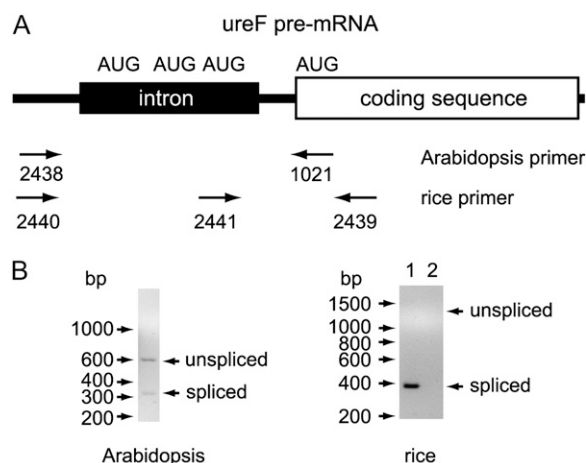 A
ureF pre-mRNA
AUG AUG AUG AUG
intron
coding sequence
2438
1021
Arabidopsis primer
2440
2441
2439
rice primer
B
bp
1000
600
400
300
200
unspliced
spliced
Arabidopsis
bp
1 2
1500
1000
800
600
400
200
unspliced
spliced
rice